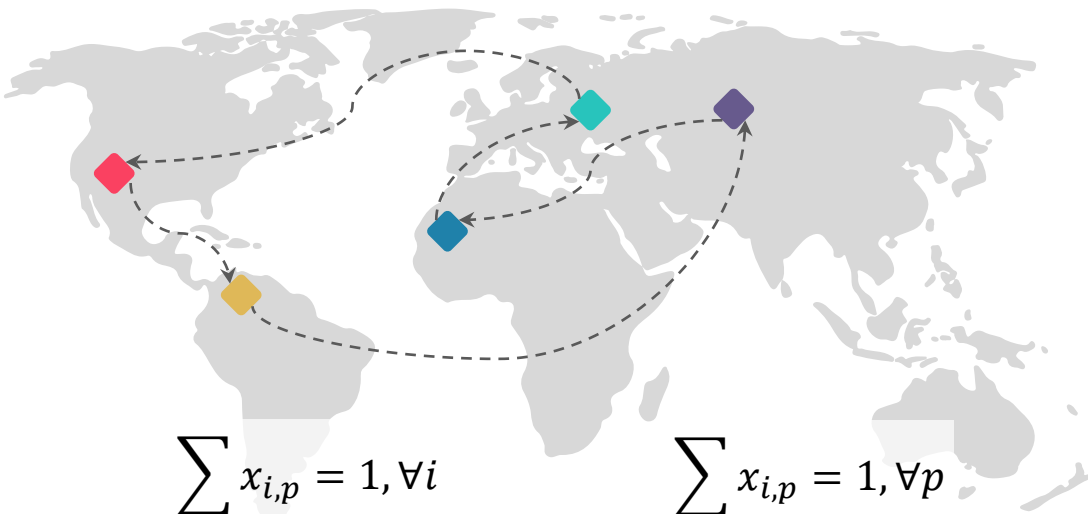 ∑ x_{i,p} = 1, ∀i
∑ x_{i,p} = 1, ∀p